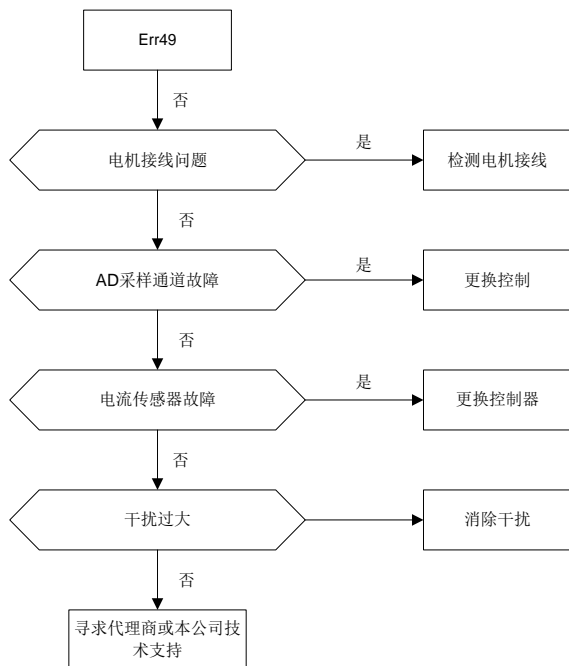 Err49
否
电机接线问题
是
检测电机接线
否
AD采样通道故障
是
更换控制
否
电流传感器故障
是
更换控制器
否
干扰过大
消除干扰
否
寻求代理商或本公司技
术支持